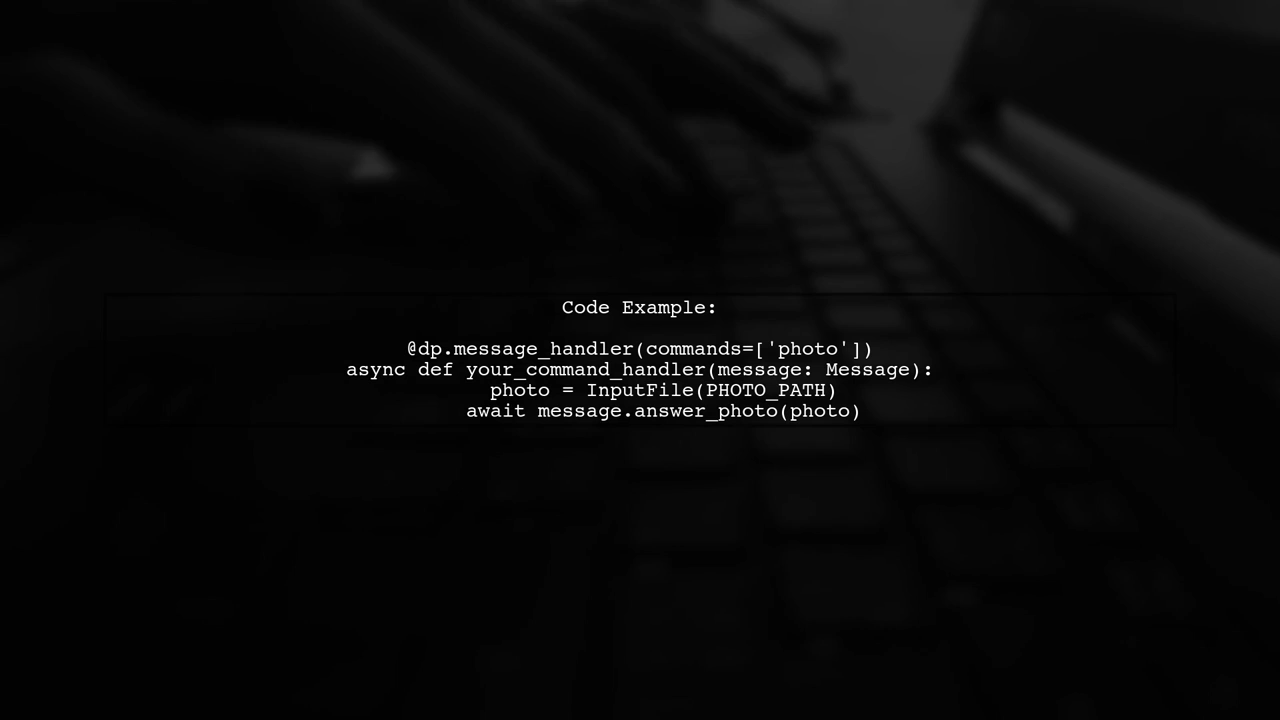 Code Example:
@dp.message_handler(commands=['photo'])
async def your_command_handler(message: Message):
photo = InputFile(PHOTO_PATH)
await message.answer_photo(photo)